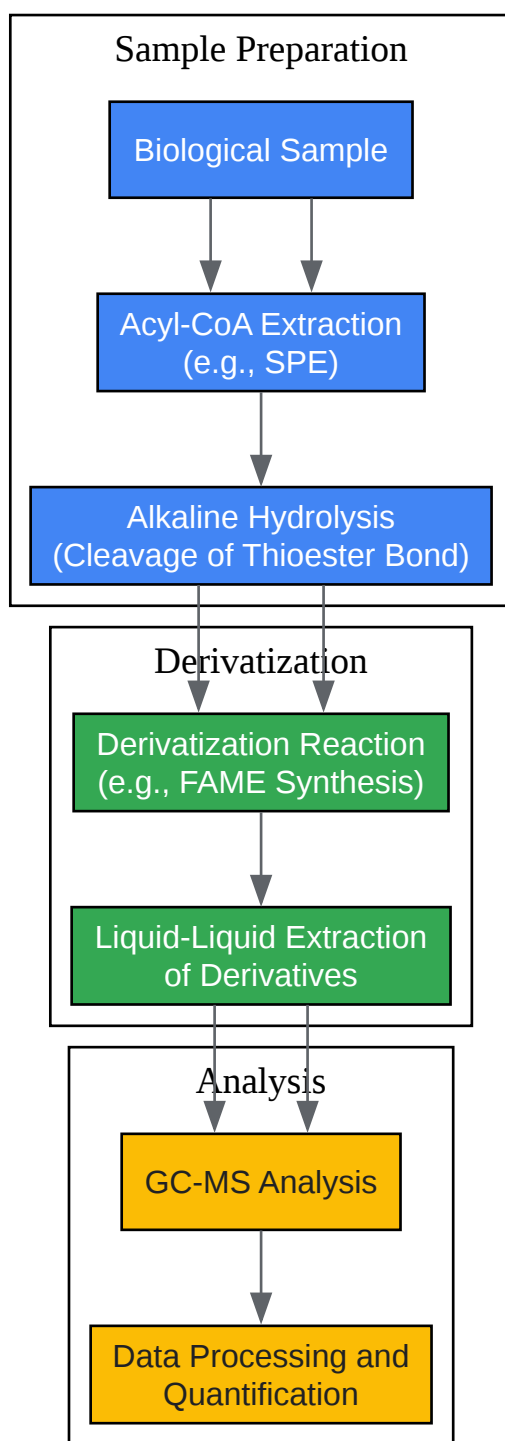 Sample Preparation
Biological Sample
Acyl-CoA Extraction
(e.g., SPE)
Alkaline Hydrolysis
(Cleavage of Thioester Bond)
Derivatization
Derivatization Reaction
(e.g., FAME Synthesis)
Liquid-Liquid Extraction
of Derivatives
Analysis
GC-MS Analysis
Data Processing and
Quantification